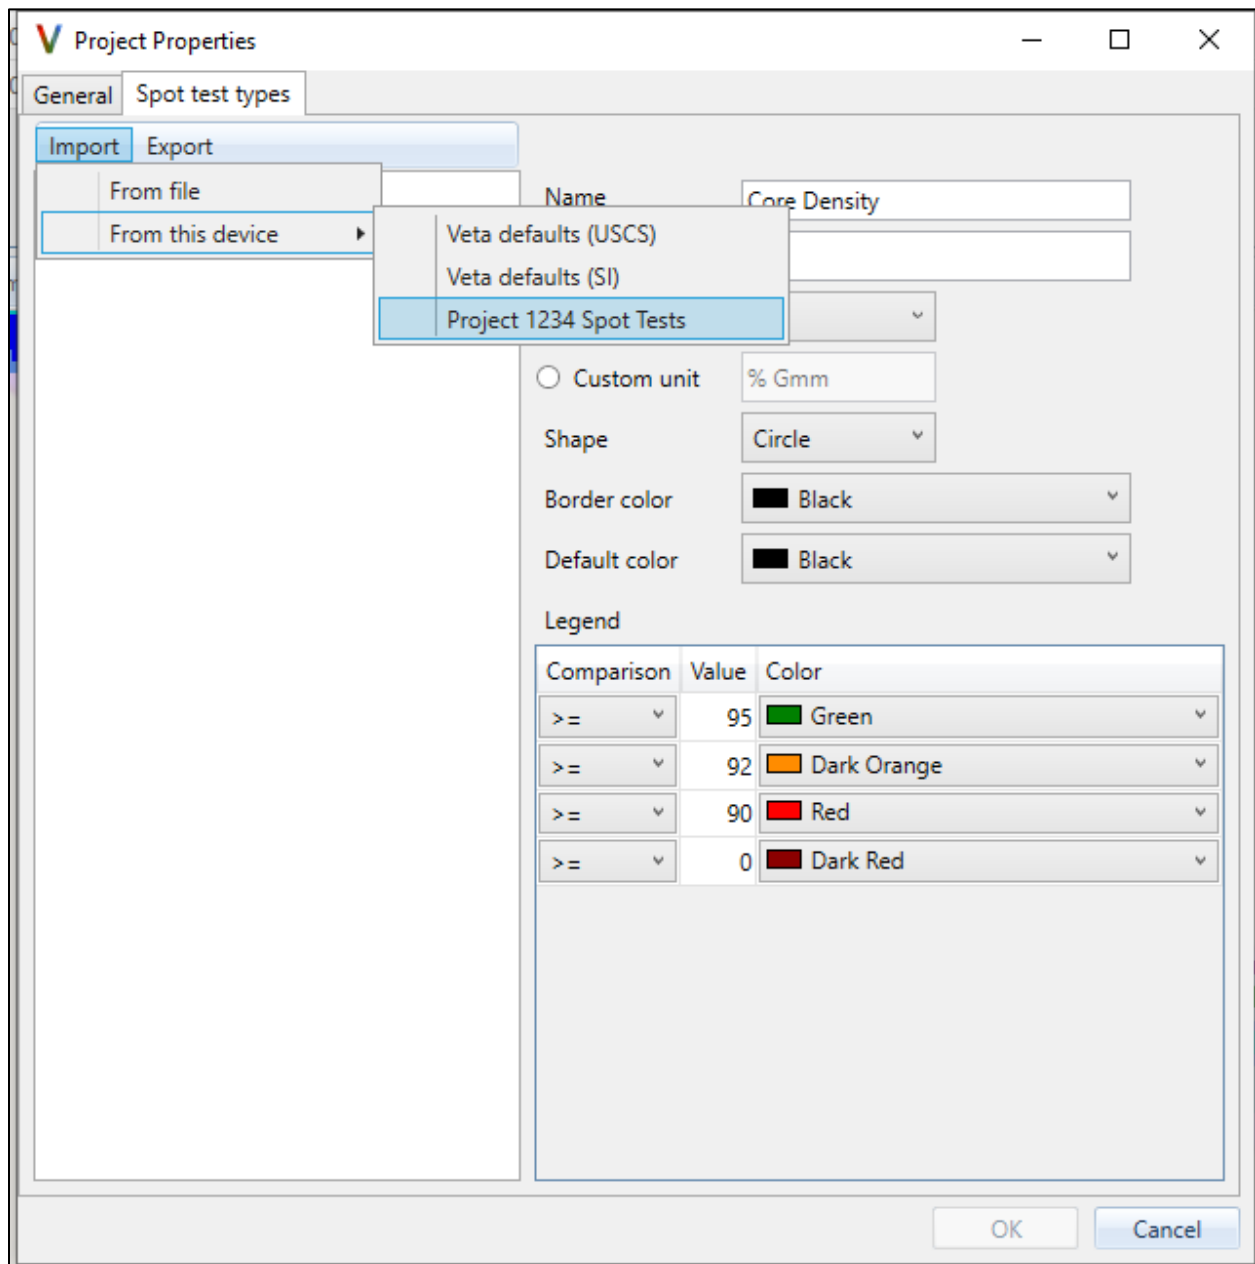 Project Properties
General Spot test types
Import Export
From file
From this device
Veta defaults (USCS)
Veta defaults (SI)
Project 1234 Spot Tests
Name Core Density
Custom unit % Gmm
Shape Circle
Border color Black
Default color Black
Legend
Comparison Value Color
>= 95 Green
>= 92 Dark Orange
>= 90 Red
>= 0 Dark Red
OK Cancel